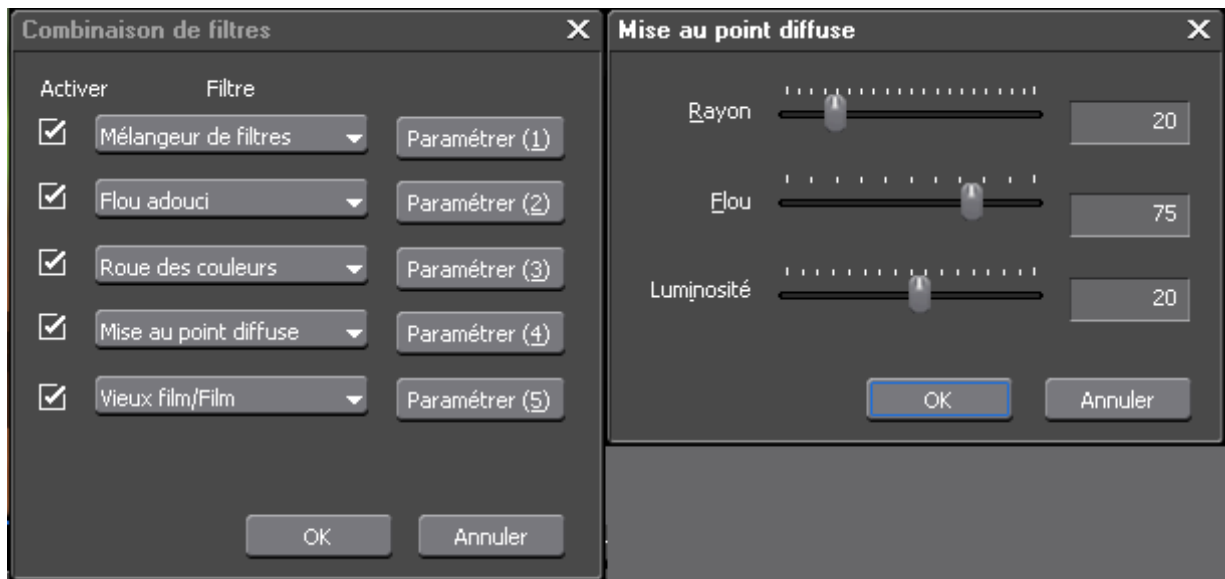 Combinaison de filtres
Activer Filtre
Mélangeur de filtres Paramétrer (1)
Flou adouci Paramétrer (2)
Roue des couleurs Paramétrer (3)
Mise au point diffuse Paramétrer (4)
Vieux film/Film Paramétrer (5)
OK Annuler
Mise au point diffuse
Rayon 20
Flou 75
Luminosité 20
OK Annuler